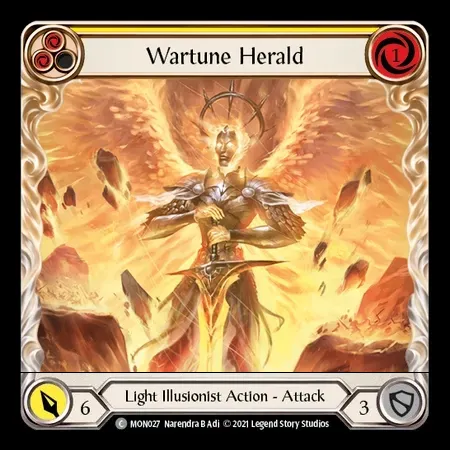 Wartune Herald
1
Light Illusionist Action - Attack
6
3
C MON027 Narendra B Adi © 2021 Legend Story Studios